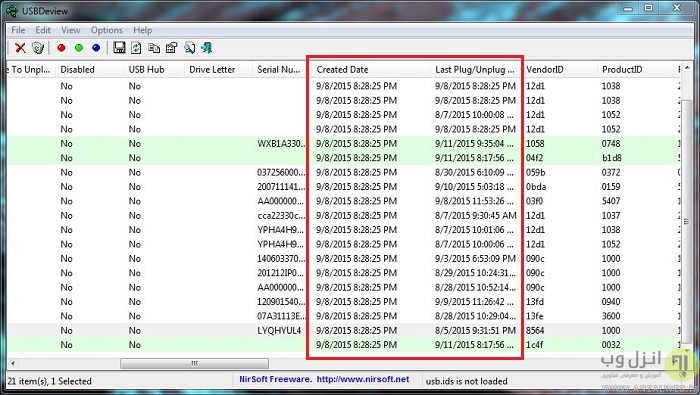 USBDeview
File Edit View Options Help
e To Unpl... Disabled USB Hub Drive Letter Serial Nu... Created Date Last Plug/Unplug ... VendorID ProductID
No No 9/8/2015 8:28:25 PM 9/8/2015 8:28:25 PM 12d1 1038
No No 9/8/2015 8:28:25 PM 9/8/2015 8:28:25 PM 12d1 1038
No No 9/8/2015 8:28:25 PM 8/7/2015 10:00:08 ... 12d1 1052
No No 9/8/2015 8:28:25 PM 9/8/2015 8:28:25 PM 12d1 1052
No No WXB1A330... 9/8/2015 8:28:25 PM 9/11/2015 9:35:04 ... 1058 0748
No No 9/8/2015 8:28:25 PM 9/11/2015 8:17:56 ... 04f2 b1d8
No No 037256000... 9/8/2015 8:28:25 PM 8/30/2015 6:10:09 ... 059b 0372
No No 200711141... 9/8/2015 8:28:25 PM 9/10/2015 5:03:18 ... 0bda 0159
No No AA000000... 9/8/2015 8:28:25 PM 9/8/2015 11:53:26 ... 03f0 5407
No No cca22330c... 9/8/2015 8:28:25 PM 8/7/2015 9:30:45 AM 12d1 1037
No No YPHA4H9... 9/8/2015 8:28:25 PM 8/7/2015 10:01:06 ... 12d1 1038
No No YPHA4H9... 9/8/2015 8:28:25 PM 8/7/2015 10:00:06 ... 12d1 1052
No No 140603370... 9/8/2015 8:28:25 PM 9/3/2015 6:53:09 PM 090c 1000
No No 201212IP0... 9/8/2015 8:28:25 PM 8/29/2015 10:24:31... 090c 1000
No No AA000000... 9/8/2015 8:28:25 PM 8/28/2015 10:52:14... 090c 1000
No No 120901540... 9/8/2015 8:28:25 PM 9/9/2015 11:26:42 ... 13fd 0940
No No 07A31113E... 9/8/2015 8:28:25 PM 8/28/2015 10:29:04... 13fe 3600
No No LYQHYUL4 9/8/2015 8:28:25 PM 8/5/2015 9:31:51 PM 8564 1000
No No 9/8/2015 8:28:25 PM 9/11/2015 8:17:56 ... 1c4f 0032
21 item(s), 1 Selected NirSoft Freeware. http://www.nirsoft.net usb.ids is not loaded
انزل وب
آموزش و معرفی فناوری